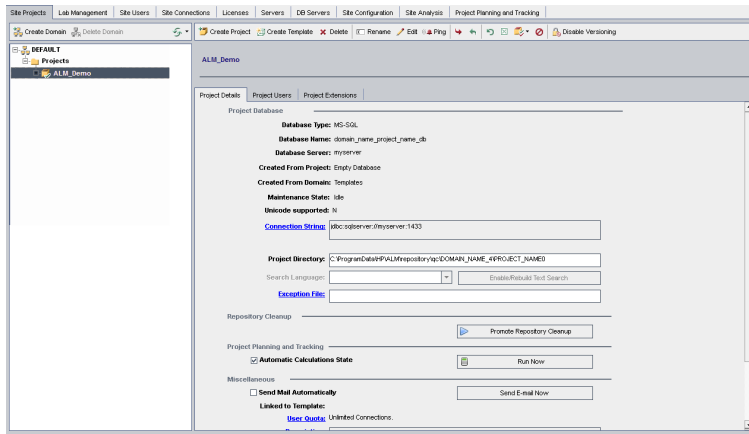 Site Projects Lab Management Site Users Site Connections Licenses Servers DB Servers Site Configuration Site Analysis Project Planning and Tracking
Create Domain Delete Domain
Create Project Create Template Delete Rename Edit Ping Disable Versioning
DEFAULT
Projects
ALM_Demo
ALM_Demo
Project Details Project Users Project Extensions
Project Database
Database Type: MS-SQL
Database Name: domain_name_project_name_db
Database Server: myserver
Created From Project: Empty Database
Created From Domain: Templates
Maintenance State: Idle
Unicode supported: N
Connection String: jdbc:sqlserver://myserver:1433
Project Directory: C:\ProgramData\HP\ALM\repository\qc\DOMAIN_NAME_4\PROJECT_NAME0
Search Language: Enable/Rebuild Text Search
Exception File:
Repository Cleanup
Promote Repository Cleanup
Project Planning and Tracking
Automatic Calculations State Run Now
Miscellaneous
Send Mail Automatically Send E-mail Now
Linked to Template:
User Quota: Unlimited Connections.